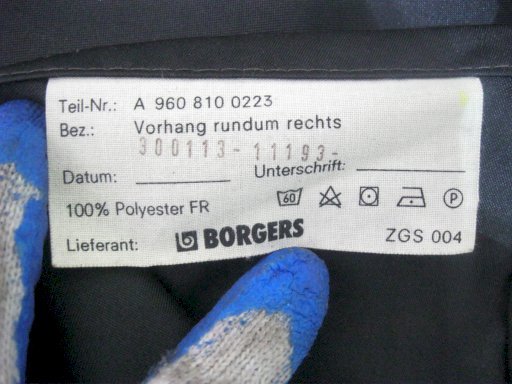 Teil-Nr.: A 960 810 0223
Bez.: Vorhang rundum rechts
300113-11193-
Datum: Unterschrift:
60 P
100% Polyester FR
Lieferant: BORGERS ZGS 004